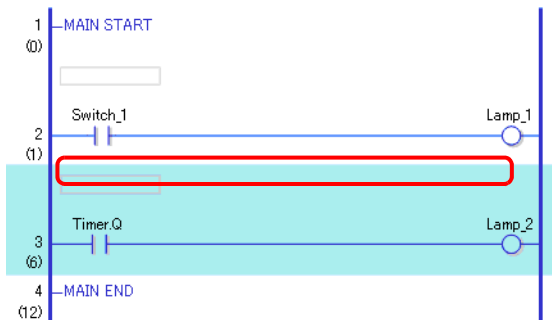 1 MAIN START
(0)
Switch_1 Lamp_1
2
(1)
Timer.Q Lamp_2
3
(6)
4 MAIN END
(12)